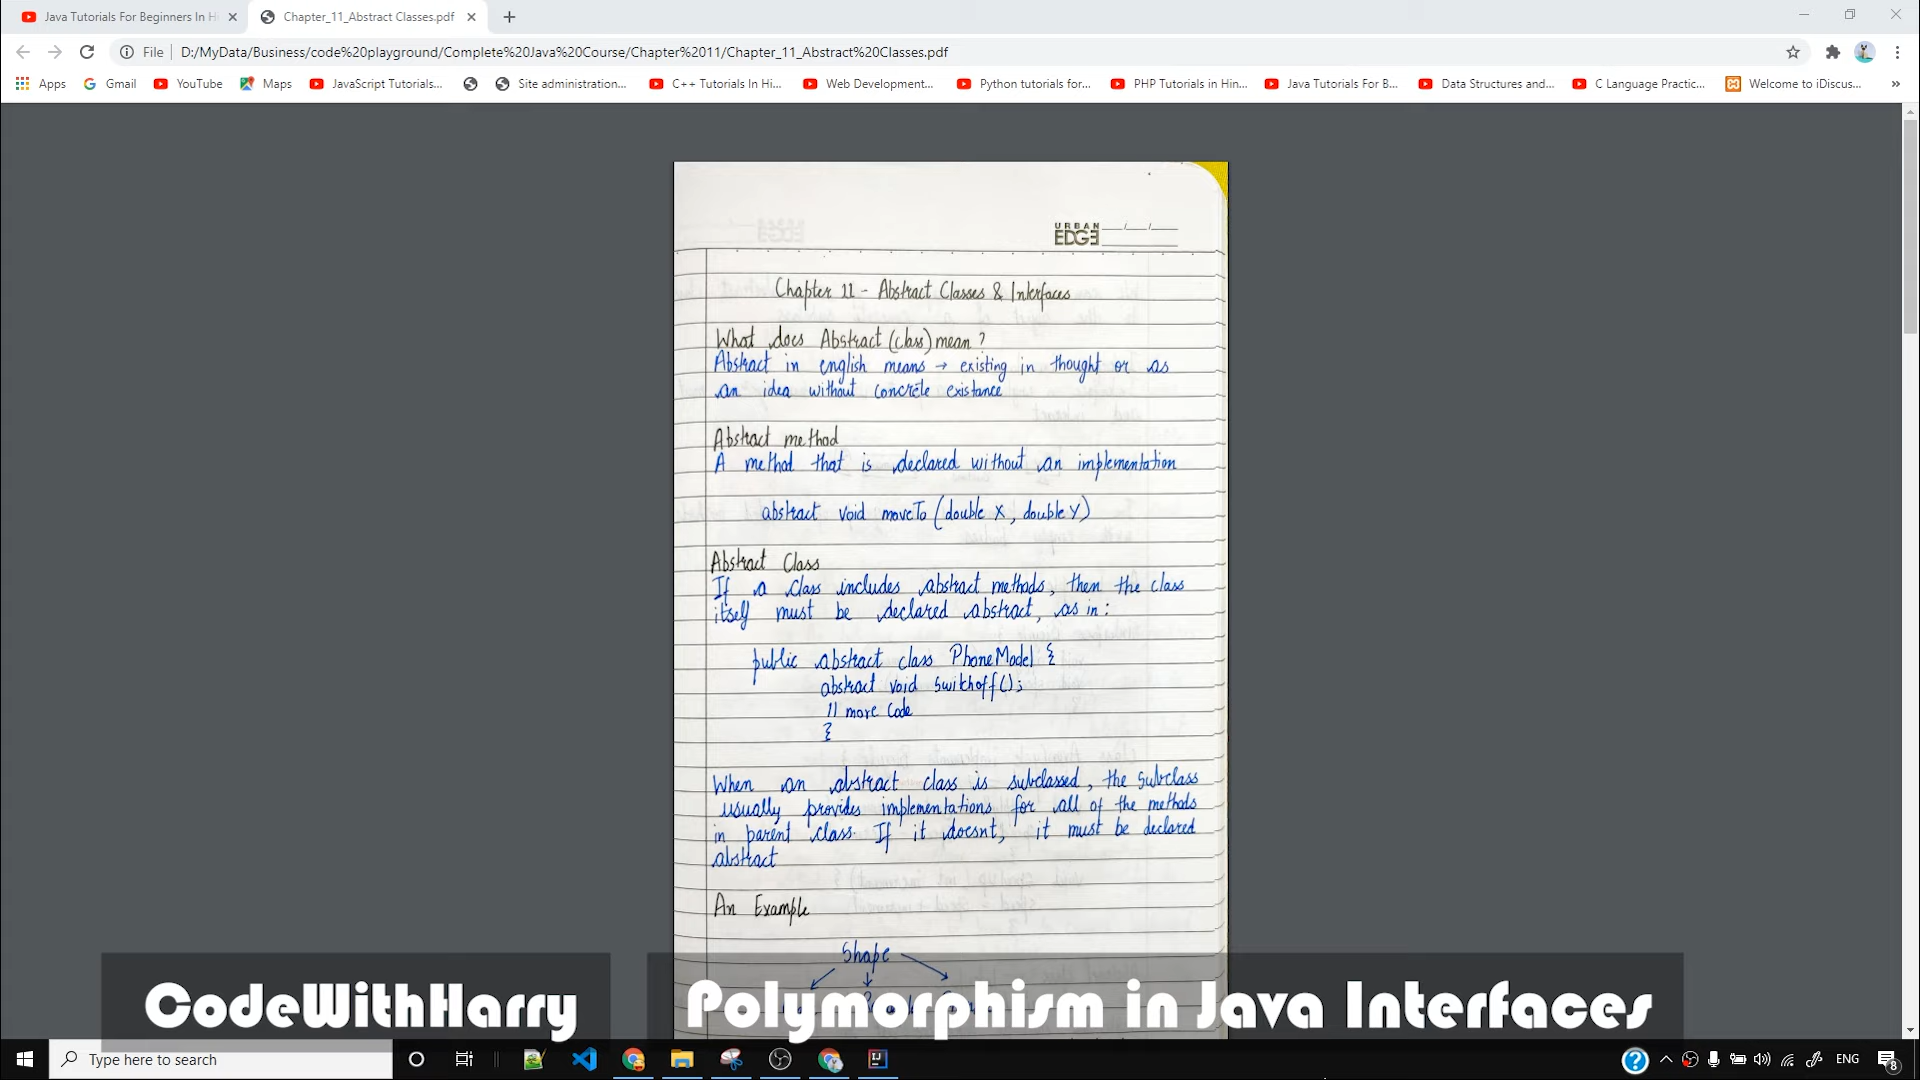 Java Tutorials For Beginners In Hi
Chapter_11_Abstract Classes.pdf
File
D:/MyData/Business/code%20playground/Complete%20Java%20Course/Chapter%2011/Chapter_11_Abstract%20Classes.pdf
Apps
Gmail
YouTube
Maps
JavaScript Tutorials...
Site administration...
C++ Tutorials In Hi...
Web Development...
Python tutorials for...
PHP Tutorials in Hin...
Java Tutorials For B...
Data Structures and...
C Language Practic...
Welcome to iDiscus...
»
URBAN
EDGE
Chapter 11 - Abstract Classes & Interfaces
What does Abstract (class) mean?
Abstract in english means → existing in thought or as
an idea without concrete existance
Abstract method
A method that is declared without an implementation
abstract void moveTo (double X, double Y)
Abstract Class
If a class includes abstract methods, then the class
itself must be declared abstract, as in:
public abstract class PhoneModel {
abstract void switchoff();
// more code
}
When an abstract class is subclassed, the subclass
usually provides implementations for all of the methods
in parent class. If it doesnt, it must be declared
abstract
An Example
Shape
CodeWithHarry
Polymorphism in Java Interfaces
Type here to search
ENG
8